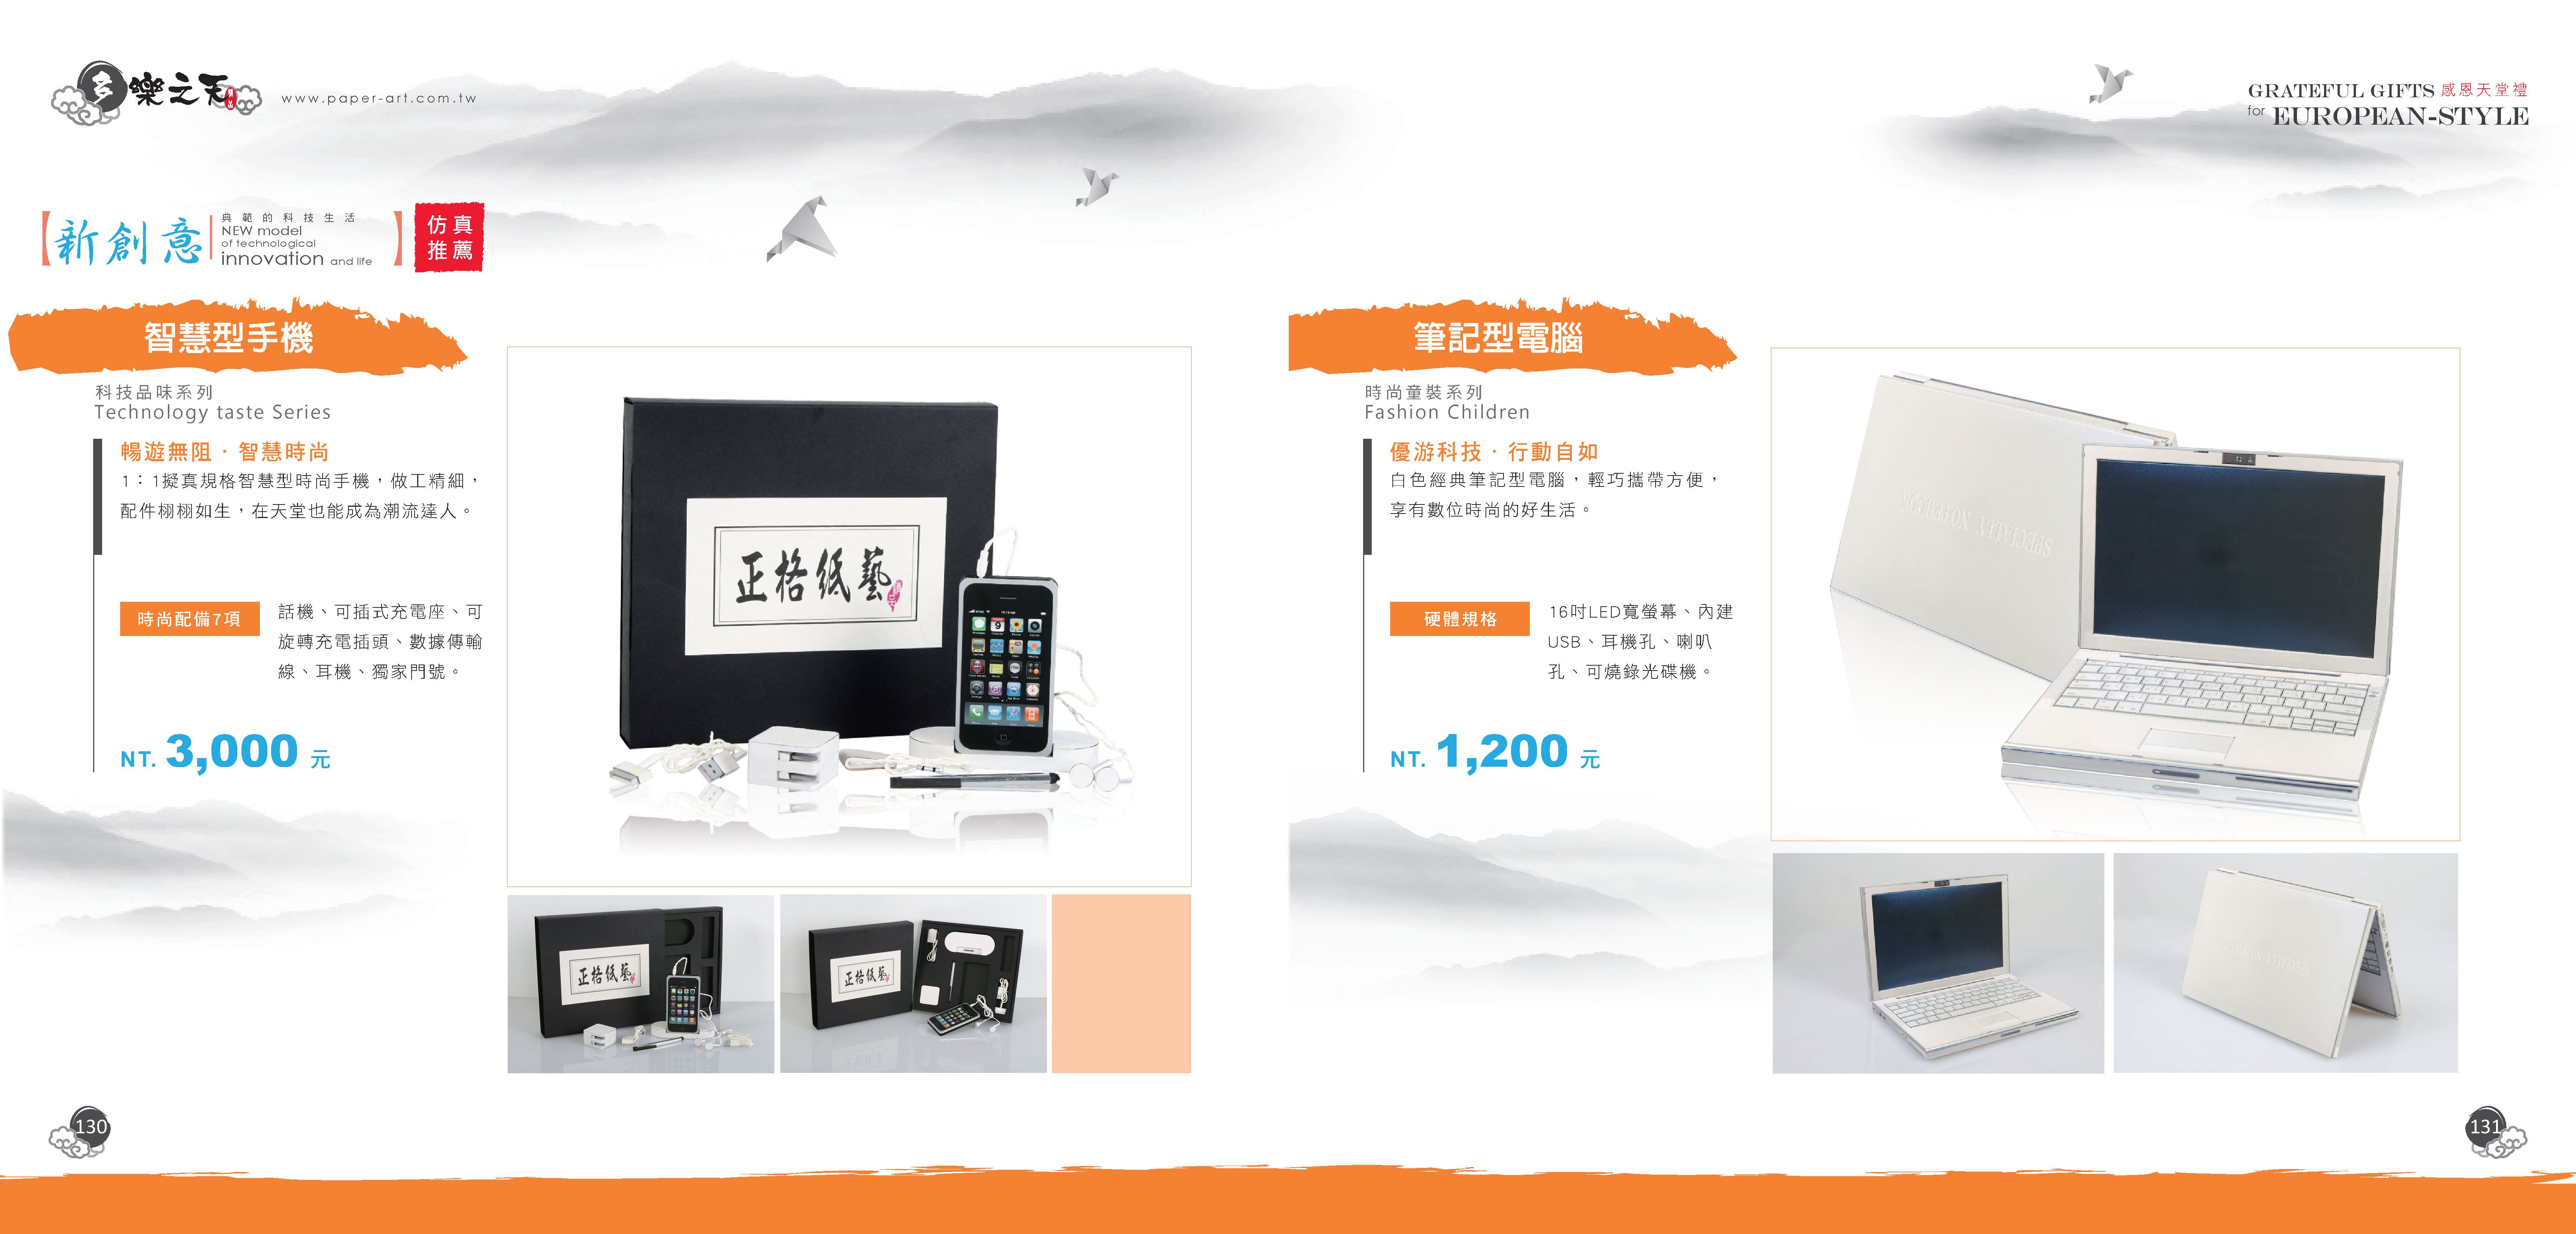 多樂之天
www.paper-art.com.tw
GRATEFUL GIFTS 感恩天堂禮
for EUROPEAN-STYLE
新創意
典範的科技生活
NEW model
of technological
innovation and life
仿真
推薦
智慧型手機
科技品味系列
Technology taste Series
暢遊無阻．智慧時尚
1：1擬真規格智慧型時尚手機，做工精細，
配件栩栩如生，在天堂也能成為潮流達人。
時尚配備7項
話機、可插式充電座、可
旋轉充電插頭、數據傳輸
線、耳機、獨家門號。
NT. 3,000 元
正格紙藝
正格紙藝
正格紙藝
130
筆記型電腦
時尚童裝系列
Fashion Children
優游科技．行動自如
白色經典筆記型電腦，輕巧攜帶方便，
享有數位時尚的好生活。
硬體規格
16吋LED寬螢幕、內建
USB、耳機孔、喇叭
孔、可燒錄光碟機。
NT. 1,200 元
SPECIALLY NOTEBOOK
131